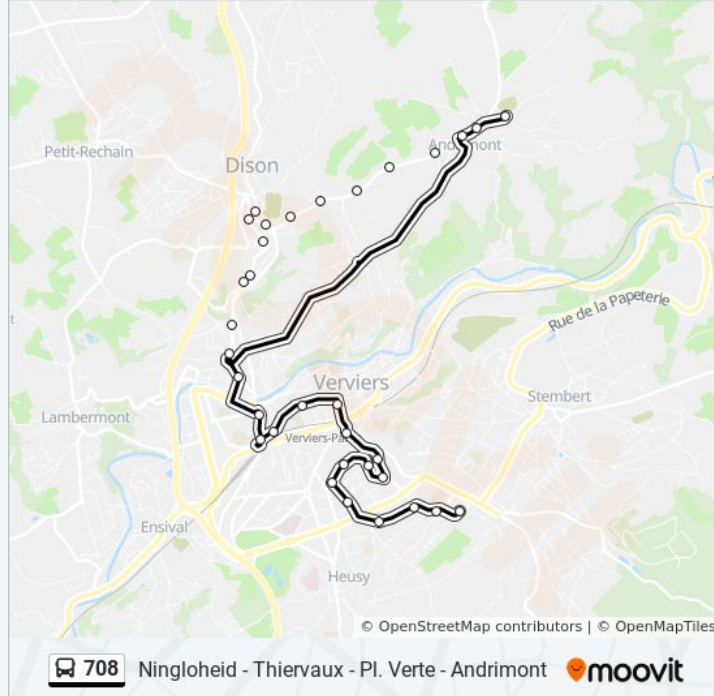 Petit-Rechain
Dison
Andrimont
Rue de la Papeterie
Verviers
Stembert
Lambermont
Verviers-Pal
Ensival
Heusy
© OpenStreetMap contributors | © OpenMapTiles
708 Ningloheid - Thiervaux - Pl. Verte - Andrimont moovit